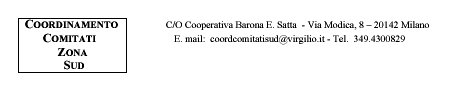 COORDINAMENTO
COMITATI
ZONA
SUD
C/O Cooperativa Barona E. Satta - Via Modica, 8 – 20142 Milano
E. mail: coordcomitatisud@virgilio.it - Tel. 349.4300829